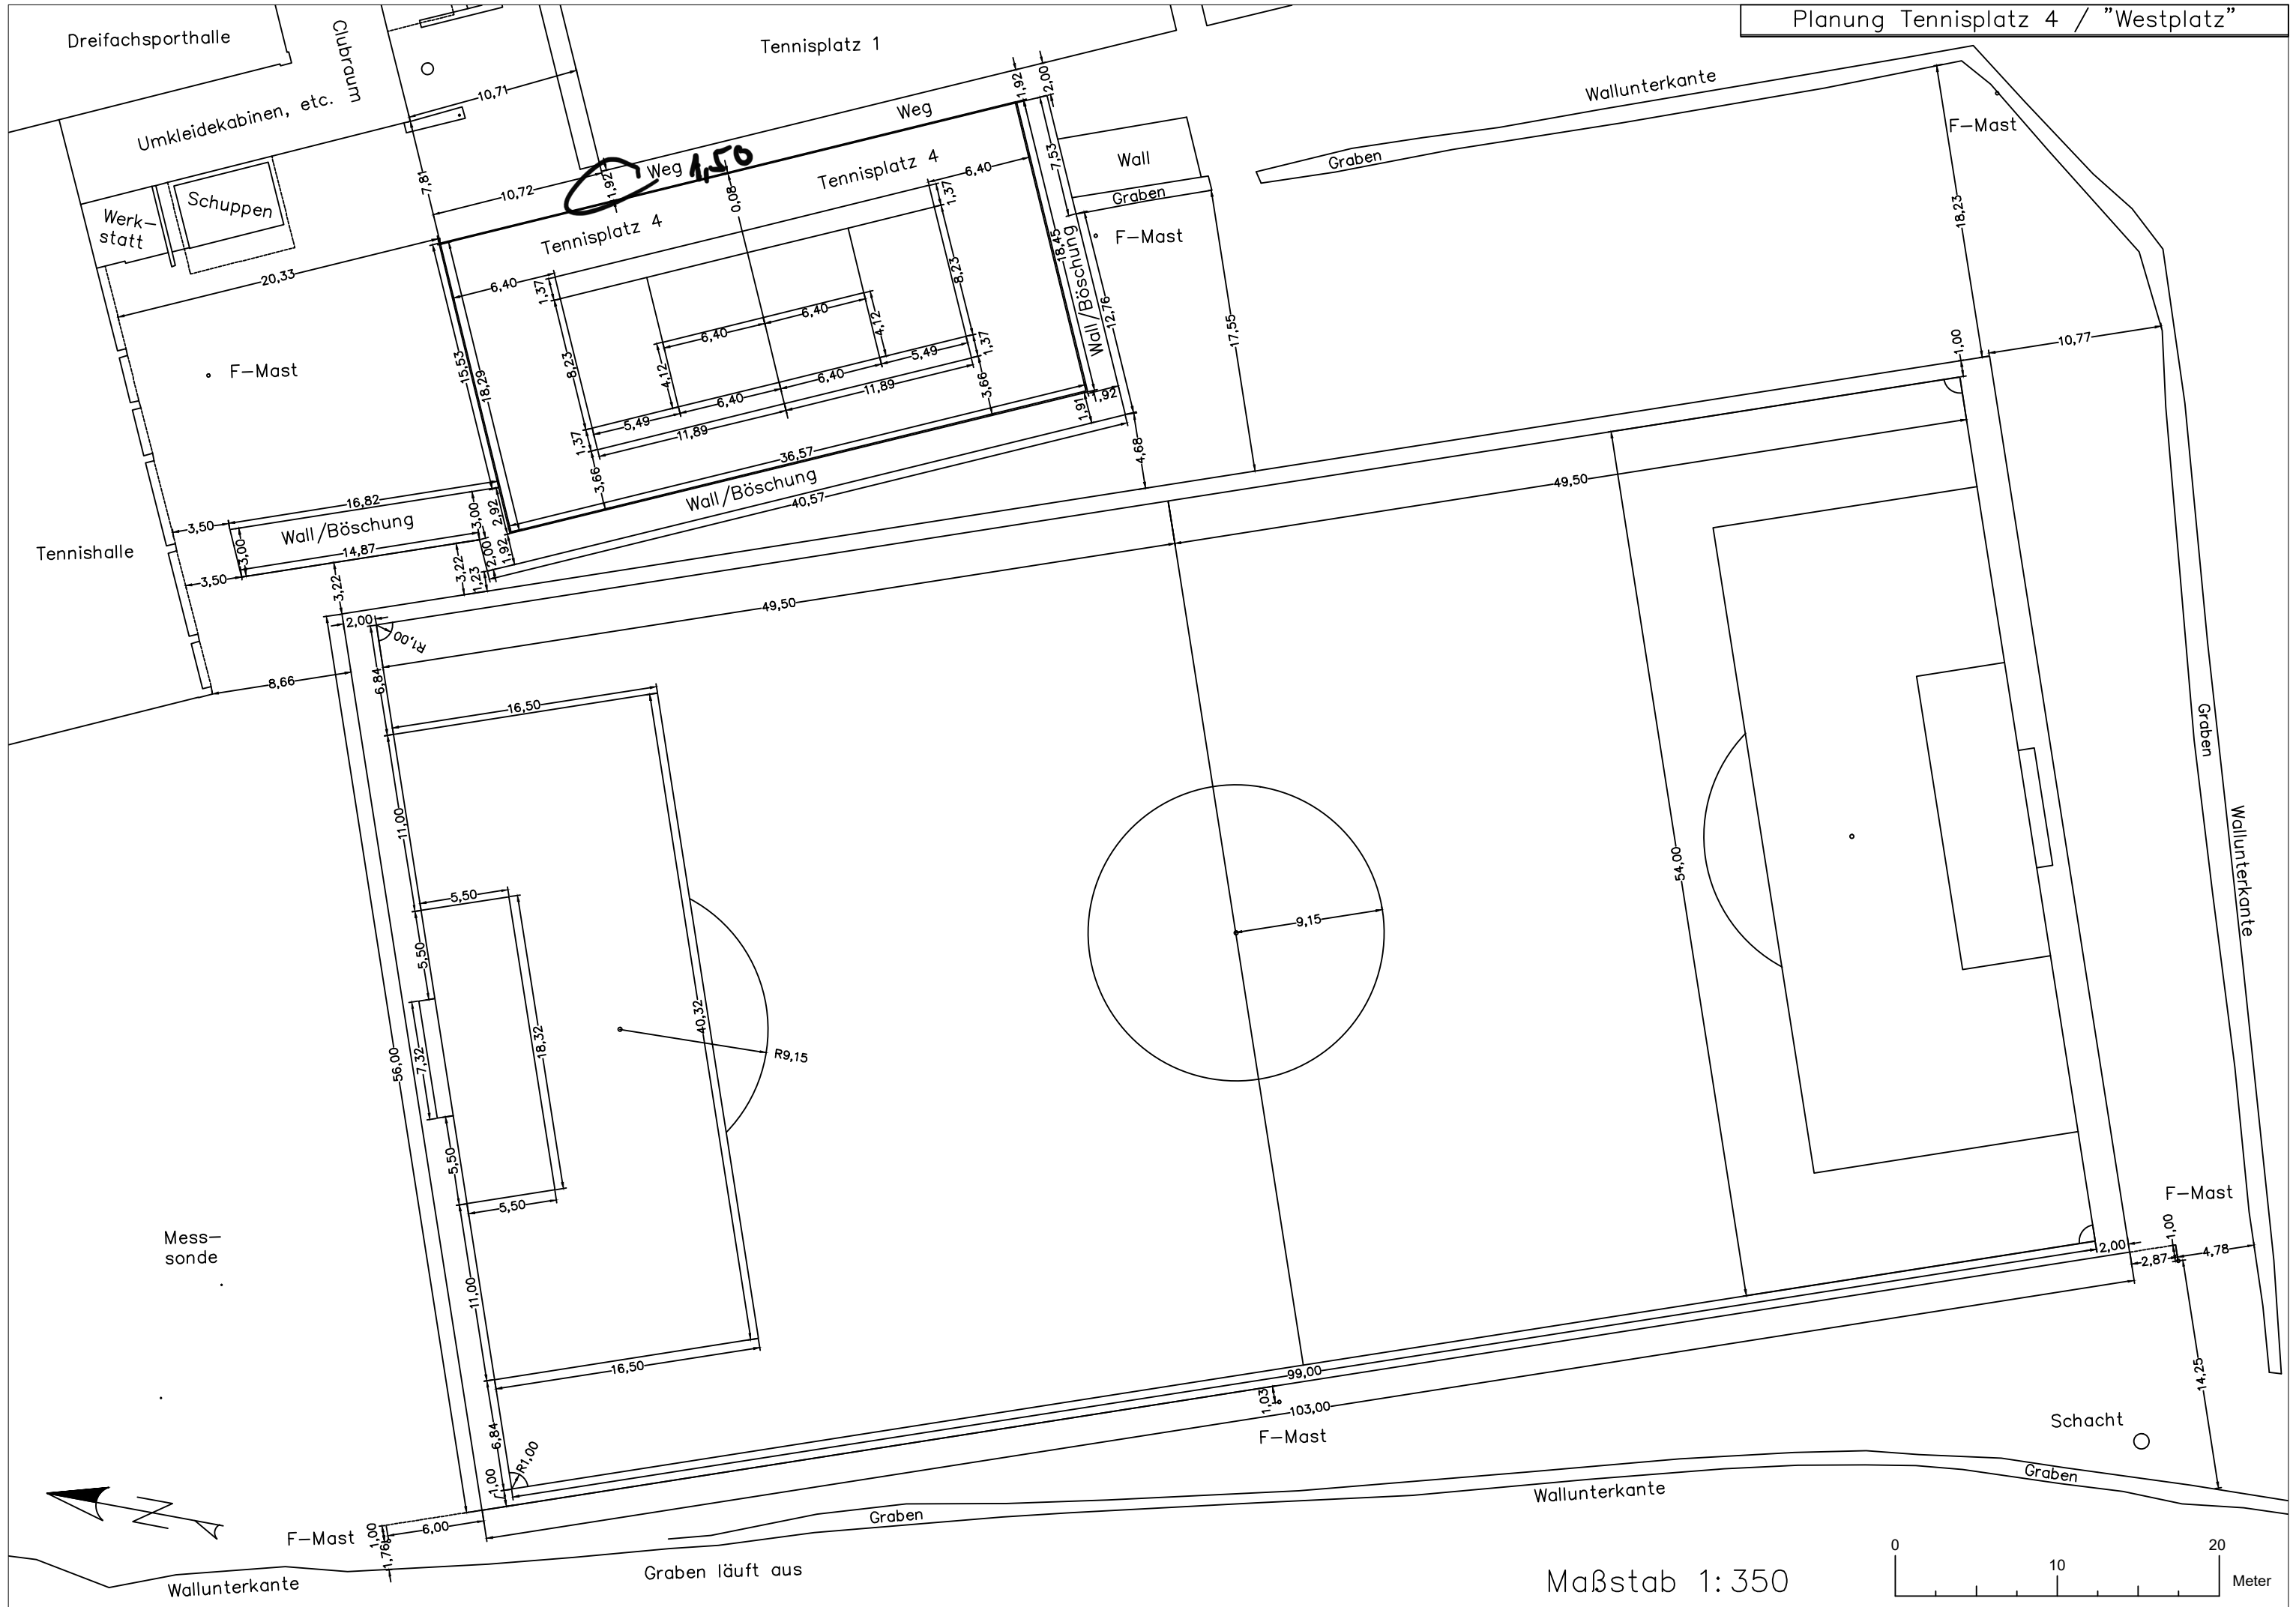 Planung Tennisplatz 4 / "Westplatz"
Dreifachsporthalle
Clubraum
Tennisplatz 1
Umkleidekabinen, etc.
10,71
1,92
2,00
Wallunterkante
Weg
F-Mast
Graben
Weg 1,50
Wall
7,53
7,81
10,72
1,92
0,08
Tennisplatz 4
6,40
1,37
Graben
Schuppen
Werk-
statt
Tennisplatz 4
F-Mast
18,23
18,45
Wall/Böschung
20,33
6,40
1,37
8,23
6,40
6,40
4,12
12,76
17,55
1,00
10,77
F-Mast
15,53
18,29
8,23
4,12
5,49
1,37
6,40
11,89
3,66
1,92
1,91
6,40
5,49
11,89
1,37
36,57
4,68
3,66
Wall/Böschung
40,57
49,50
16,82
3,50
Wall/Böschung
3,00
2,92
3,00
14,87
2,00
1,92
Tennishalle
3,50
3,22
3,22
1,23
2,00
R1,00
49,50
8,66
6,84
16,50
Graben
11,00
Wallunterkante
54,00
5,50
9,15
5,50
56,00
7,32
18,32
40,32
R9,15
5,50
5,50
F-Mast
Mess-
sonde
1,00
2,00
2,87
4,78
11,00
16,50
99,00
1,03
103,00
14,25
F-Mast
Schacht
6,84
R1,00
1,00
Graben
Wallunterkante
Graben
F-Mast
1,00
6,00
1,76
Graben läuft aus
Wallunterkante
N
Maßstab 1:350
0
10
20
Meter